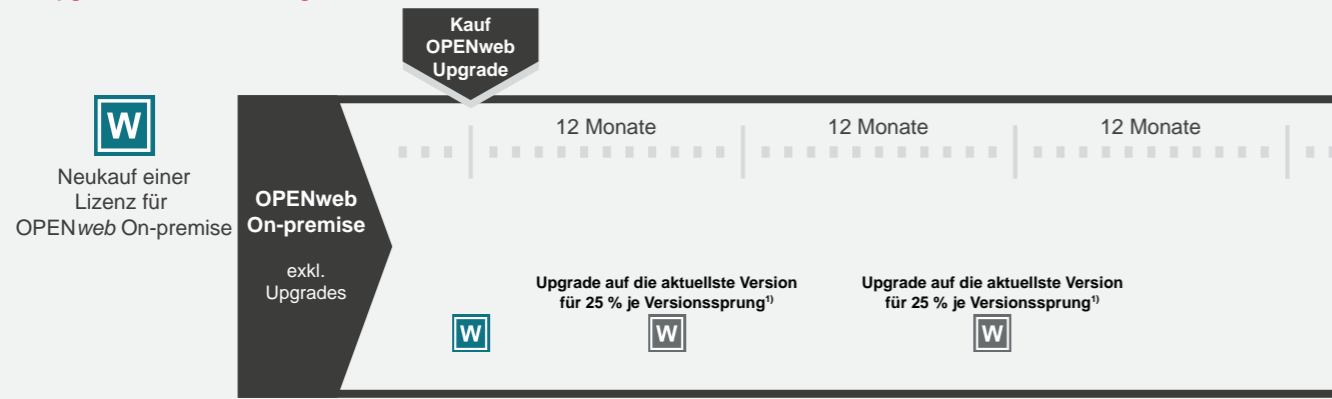 Kauf
OPENweb
Upgrade
W
Neukauf einer
Lizenz für
OPENweb On-premise
OPENweb
On-premise
exkl.
Upgrades
12 Monate
12 Monate
12 Monate
Upgrade auf die aktuellste Version
für 25 % je Versionssprung¹⁾
Upgrade auf die aktuellste Version
für 25 % je Versionssprung¹⁾
W
W
W